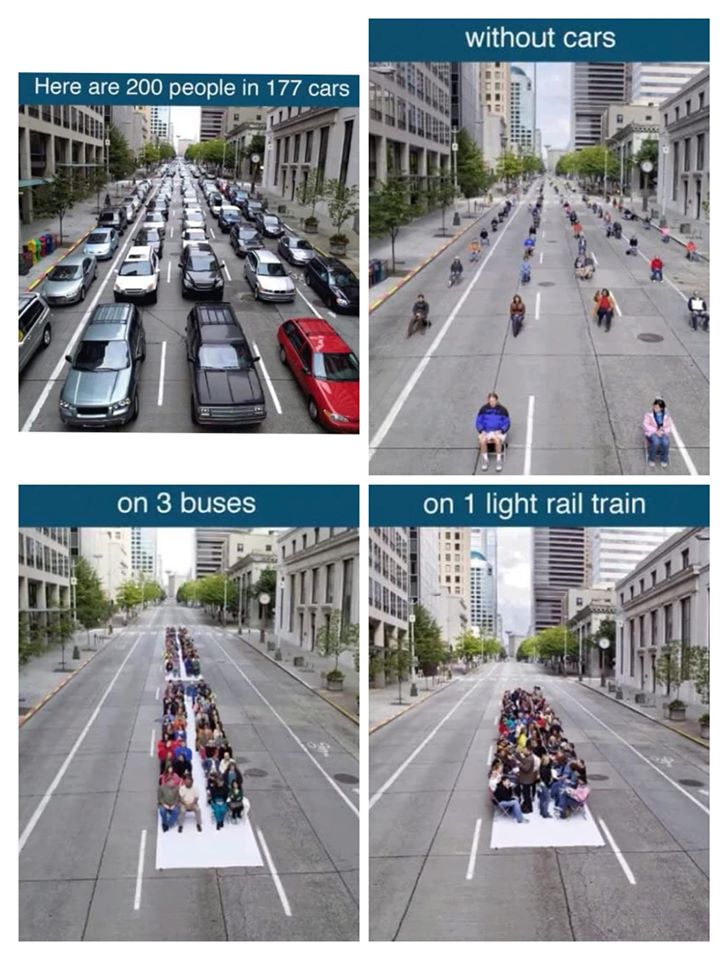 Here are 200 people in 177 cars
without cars
on 3 buses
on 1 light rail train